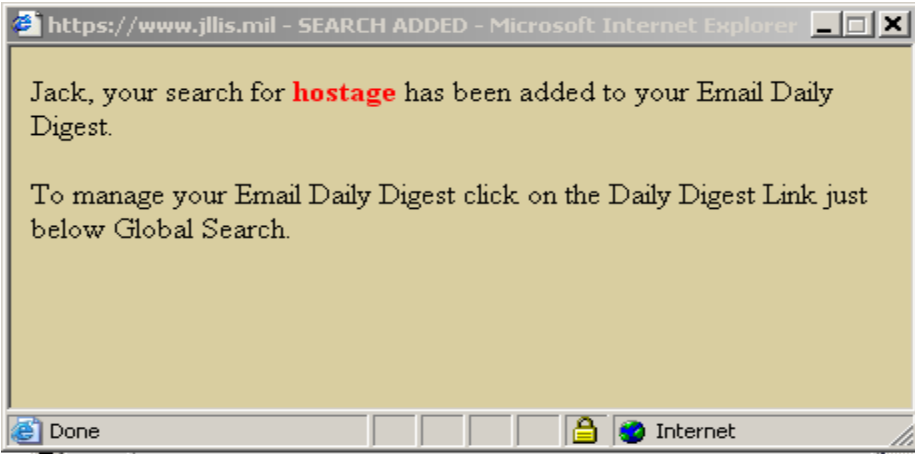 https://www.jllis.mil - SEARCH ADDED - Microsoft Internet Explorer
Jack, your search for hostage has been added to your Email Daily
Digest.
To manage your Email Daily Digest click on the Daily Digest Link just
below Global Search.
Done
Internet